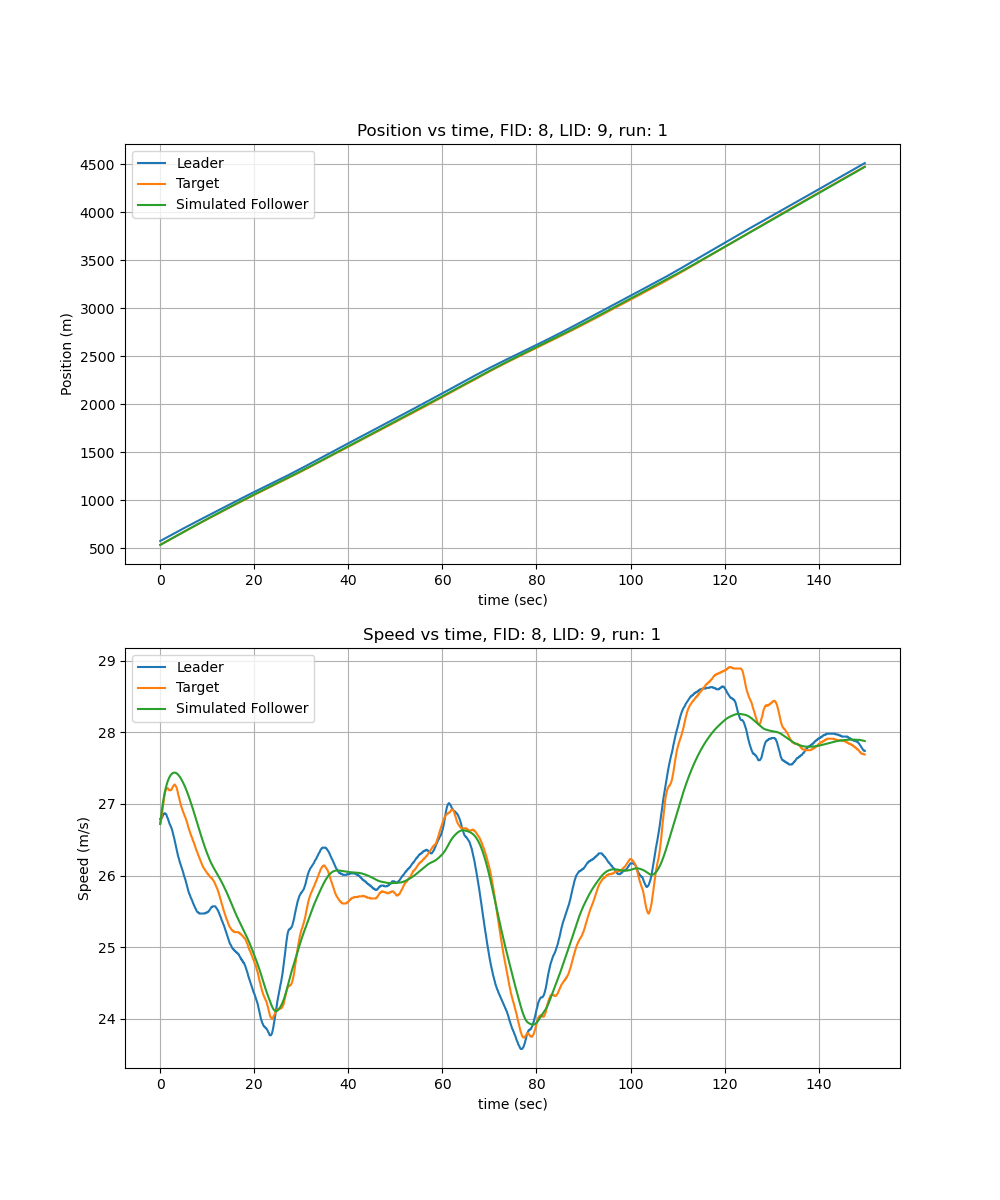 Position vs time, FID: 8, LID: 9, run: 1
Leader
Target
Simulated Follower
Position (m)
4500
4000
3500
3000
2500
2000
1500
1000
500
0 20 40 60 80 100 120 140
time (sec)
Speed vs time, FID: 8, LID: 9, run: 1
Leader
Target
Simulated Follower
Speed (m/s)
29
28
27
26
25
24
0 20 40 60 80 100 120 140
time (sec)